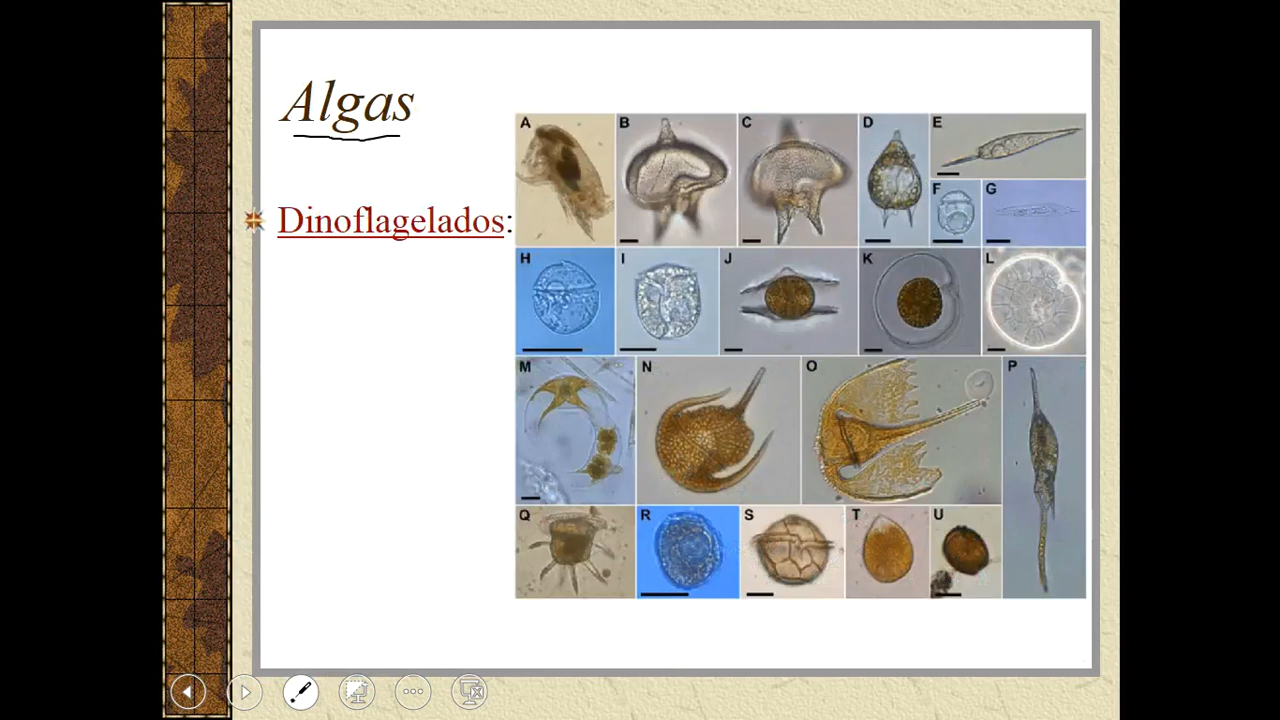 Algas
Dinoflagelados:
A B C D E
F G
H I J K L
M N O P
Q R S T U